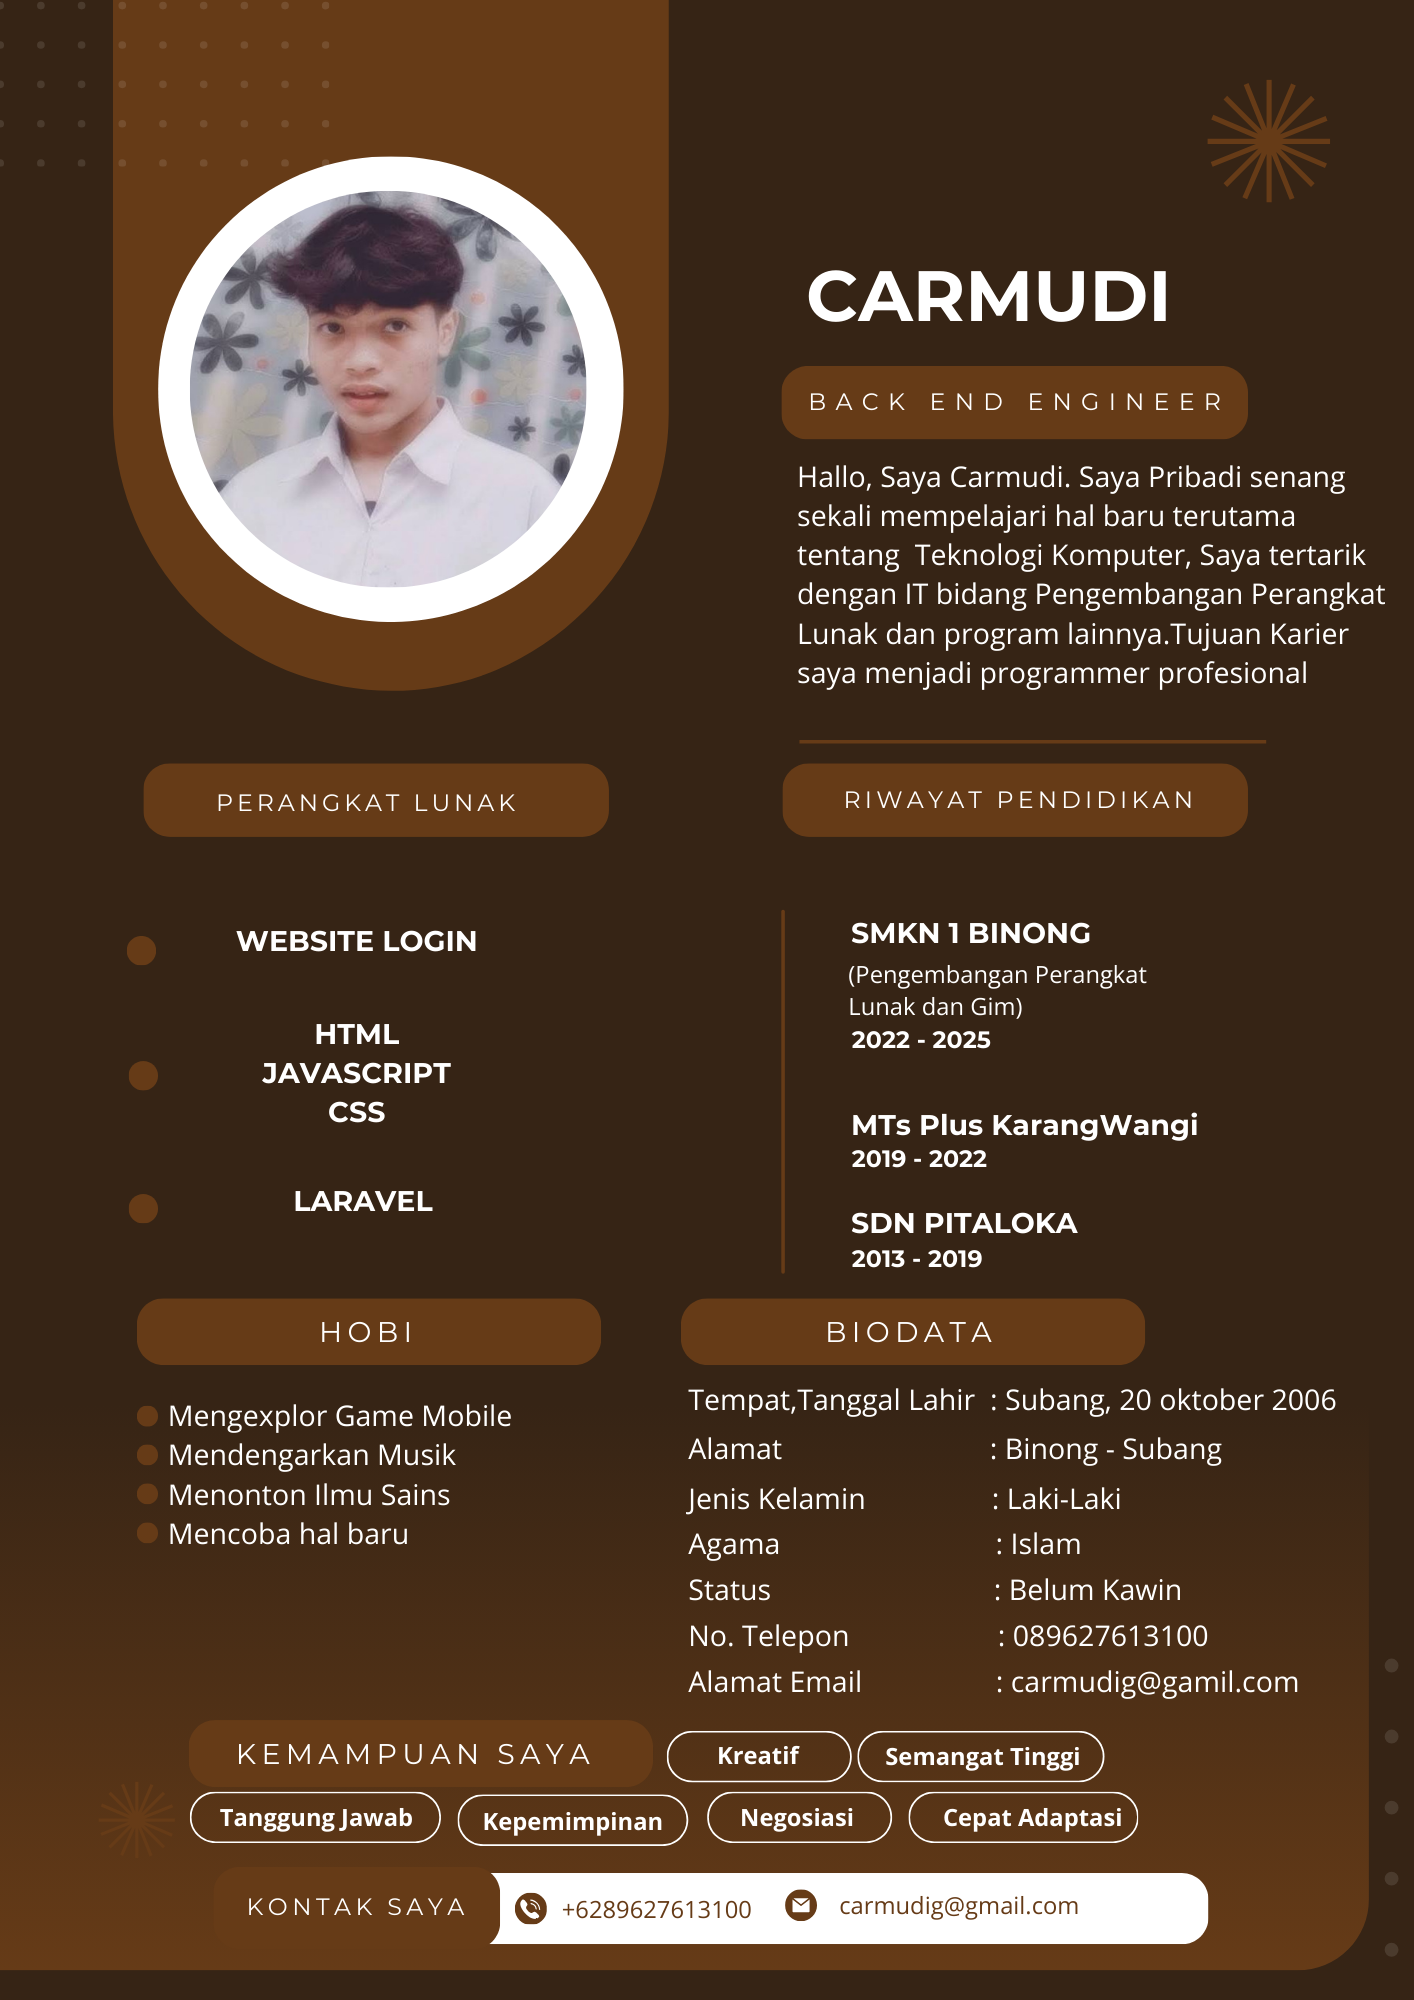 CARMUDI
BACK END ENGINEER
Hallo, Saya Carmudi. Saya Pribadi senang
sekali mempelajari hal baru terutama
tentang  Teknologi Komputer, Saya tertarik
dengan IT bidang Pengembangan Perangkat
Lunak dan program lainnya.Tujuan Karier
saya menjadi programmer profesional
PERANGKAT LUNAK
WEBSITE LOGIN
HTML
JAVASCRIPT
CSS
LARAVEL
RIWAYAT PENDIDIKAN
SMKN 1 BINONG
(Pengembangan Perangkat
Lunak dan Gim)
2022 - 2025
MTs Plus KarangWangi
2019 - 2022
SDN PITALOKA
2013 - 2019
HOBI
Mengexplor Game Mobile
Mendengarkan Musik
Menonton Ilmu Sains
Mencoba hal baru
BIODATA
Tempat,Tanggal Lahir : Subang, 20 oktober 2006
Alamat : Binong - Subang
Jenis Kelamin : Laki-Laki
Agama : Islam
Status : Belum Kawin
No. Telepon : 089627613100
Alamat Email : carmudig@gamil.com
KEMAMPUAN SAYA
Kreatif
Semangat Tinggi
Tanggung Jawab
Kepemimpinan
Negosiasi
Cepat Adaptasi
KONTAK SAYA
+6289627613100
carmudig@gmail.com